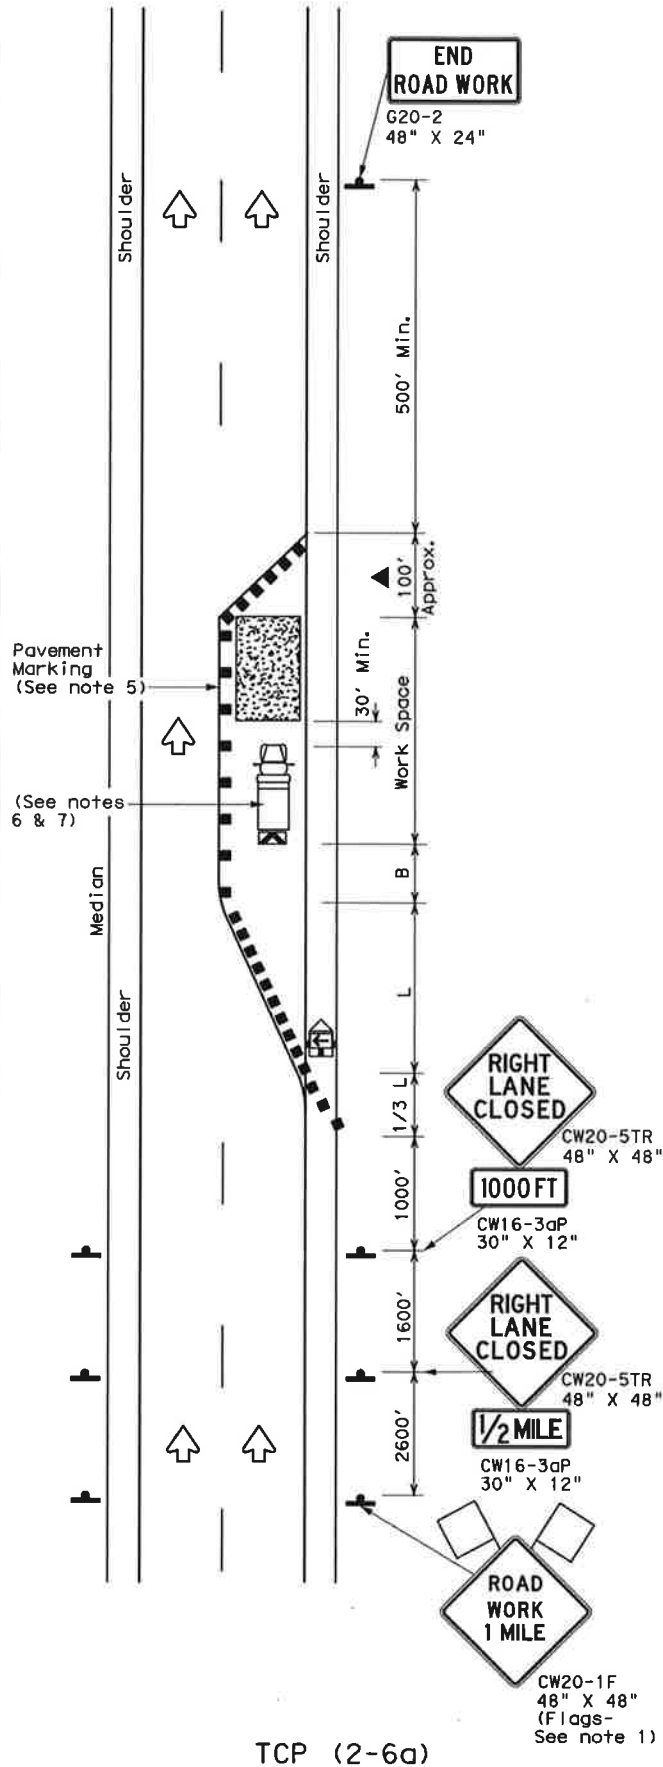 END
ROAD WORK
G20-2
48" X 24"
Shoulder
Shoulder
500' Min.
100'
Approx.
Pavement
Marking
(See note 5)
30' Min.
Work Space
(See notes
6 & 7)
B
Median
L
Shoulder
1/3 L
RIGHT
LANE
CLOSED
CW20-5TR
48" X 48"
1000 FT
CW16-3aP
30" X 12"
1000'
1600'
RIGHT
LANE
CLOSED
CW20-5TR
48" X 48"
1/2 MILE
CW16-3aP
30" X 12"
2600'
ROAD
WORK
1 MILE
CW20-1F
48" X 48"
(Flags-
See note 1)
TCP (2-6a)